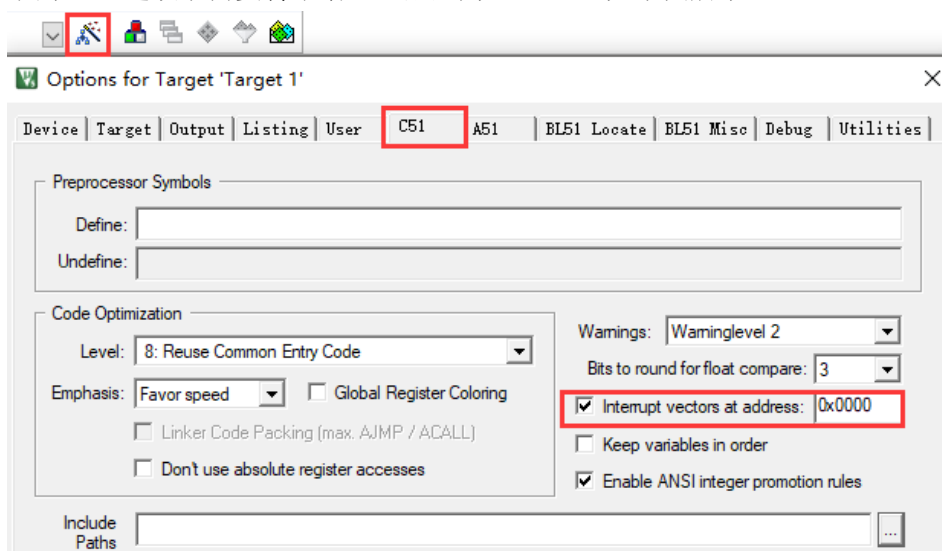 Options for Target 'Target 1'
Device Target Output Listing User C51 A51 BL51 Locate BL51 Misc Debug Utilities
Preprocessor Symbols
Define:
Undefine:
Code Optimization
Level: 8: Reuse Common Entry Code
Emphasis: Favor speed Global Register Coloring
Linker Code Packing (max. AJMP / ACALL)
Don't use absolute register accesses
Warnings: Warninglevel 2
Bits to round for float compare: 3
Interrupt vectors at address: 0x0000
Keep variables in order
Enable ANSI integer promotion rules
Include
Paths
...